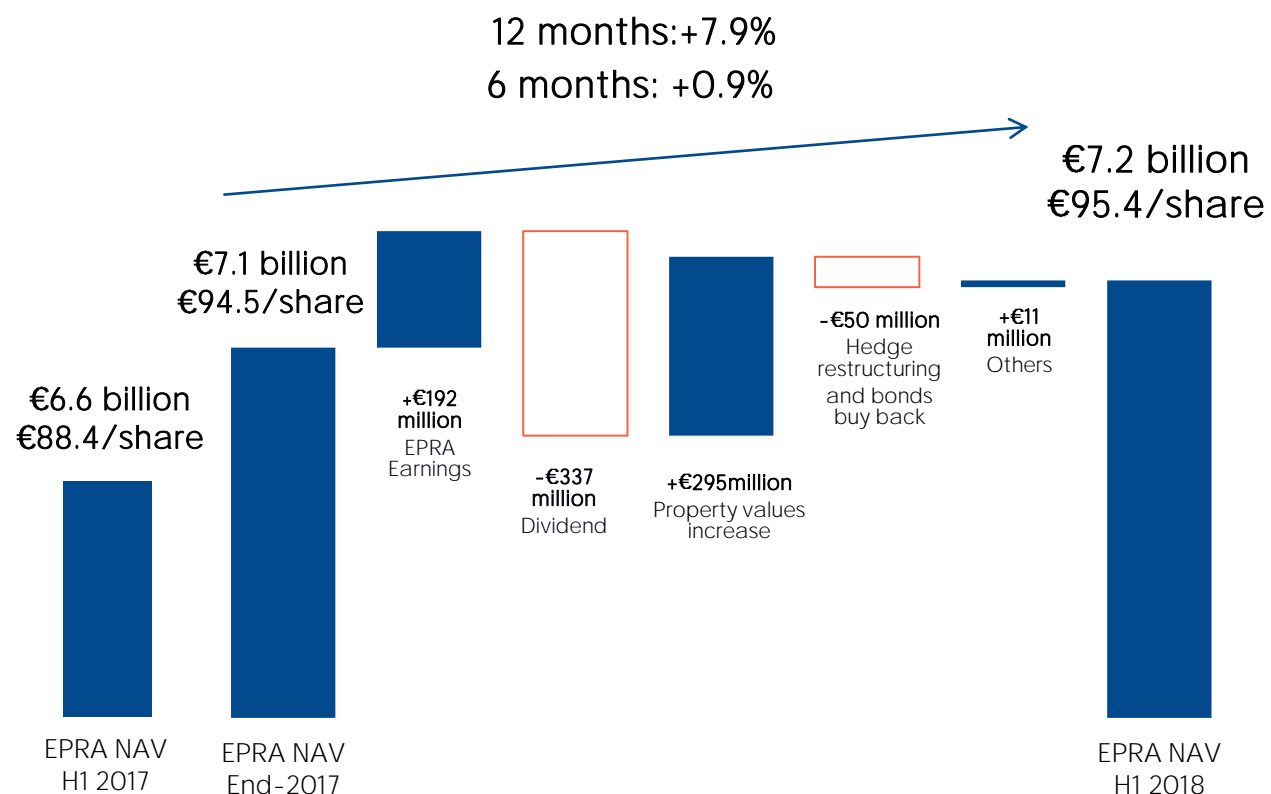 12 months:+7.9%
6 months: +0.9%
€7.2 billion
€95.4/share
€7.1 billion
€94.5/share
€6.6 billion
€88.4/share
+€192
million
EPRA
Earnings
-€337
million
Dividend
+€295million
Property values
increase
-€50 million
Hedge
restructuring
and bonds
buy back
+€11
million
Others
EPRA NAV
H1 2017
EPRA NAV
End-2017
EPRA NAV
H1 2018